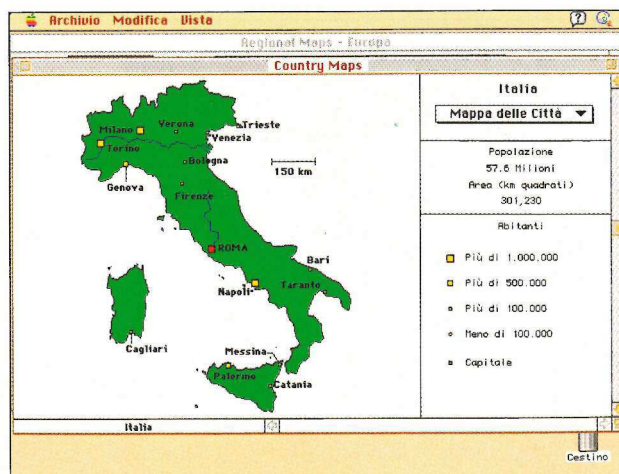 Archivio Modifica Vista
Regional Maps - Europa
Country Maps
Italia
Mappa delle Città
Popolazione
57.6 Milioni
Area (km quadrati)
301,230
Abitanti
Più di 1.000.000
Più di 500.000
Più di 100.000
Meno di 100.000
Capitale
Milano
Verona
Trieste
Venezia
Torino
Bologna
150 km
Genova
Firenze
ROMA
Bari
Napoli
Taranto
Cagliari
Messina
Palermo
Catania
Italia
Cestino